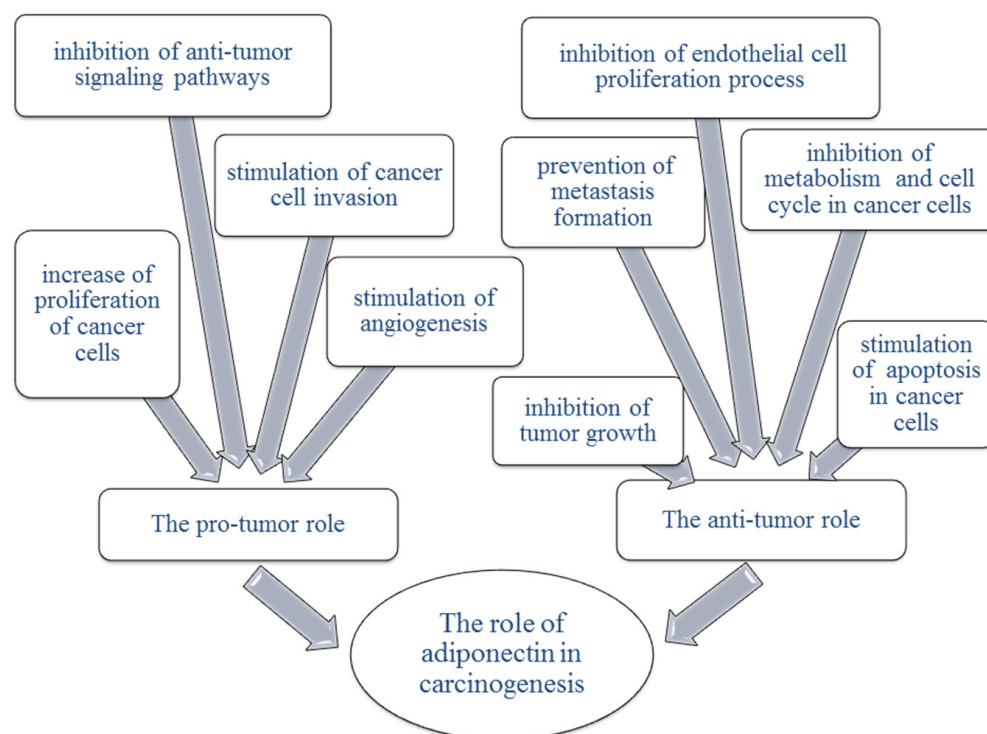 inhibition of anti-tumor
signaling pathways
stimulation of cancer
cell invasion
increase of
proliferation
of cancer
cells
stimulation of
angiogenesis
The pro-tumor role
inhibition of endothelial cell
proliferation process
prevention of
metastasis
formation
inhibition of
metabolism and cell
cycle in cancer cells
inhibition of
tumor growth
stimulation
of apoptosis
in cancer
cells
The anti-tumor role
The role of
adiponectin in
carcinogenesis